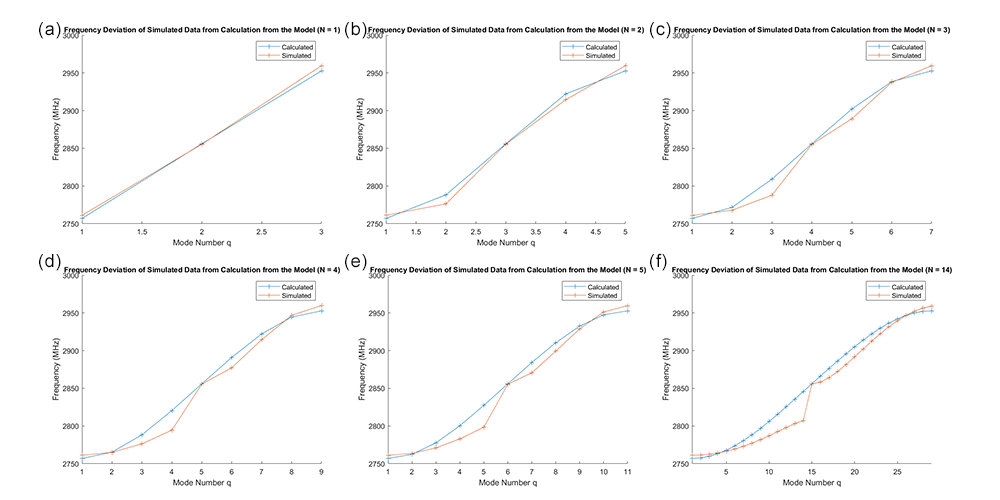 (a) Frequency Deviation of Simulated Data from Calculation from the Model (N = 1)
3000
2950
2900
2850
2800
2750
Frequency (MHz)
Calculated
Simulated
1 1.5 2 2.5 3
Mode Number q
(b) Frequency Deviation of Simulated Data from Calculation from the Model (N = 2)
3000
2950
2900
2850
2800
2750
Frequency (MHz)
Calculated
Simulated
1 1.5 2 2.5 3 3.5 4 4.5 5
Mode Number q
(c) Frequency Deviation of Simulated Data from Calculation from the Model (N = 3)
3000
2950
2900
2850
2800
2750
Frequency (MHz)
Calculated
Simulated
1 2 3 4 5 6 7
Mode Number q
(d) Frequency Deviation of Simulated Data from Calculation from the Model (N = 4)
3000
2950
2900
2850
2800
2750
Frequency (MHz)
Calculated
Simulated
1 2 3 4 5 6 7 8 9
Mode Number q
(e) Frequency Deviation of Simulated Data from Calculation from the Model (N = 5)
3000
2950
2900
2850
2800
2750
Frequency (MHz)
Calculated
Simulated
1 2 3 4 5 6 7 8 9 10 11
Mode Number q
(f) Frequency Deviation of Simulated Data from Calculation from the Model (N = 14)
3000
2950
2900
2850
2800
2750
Frequency (MHz)
Calculated
Simulated
5 10 15 20 25
Mode Number q